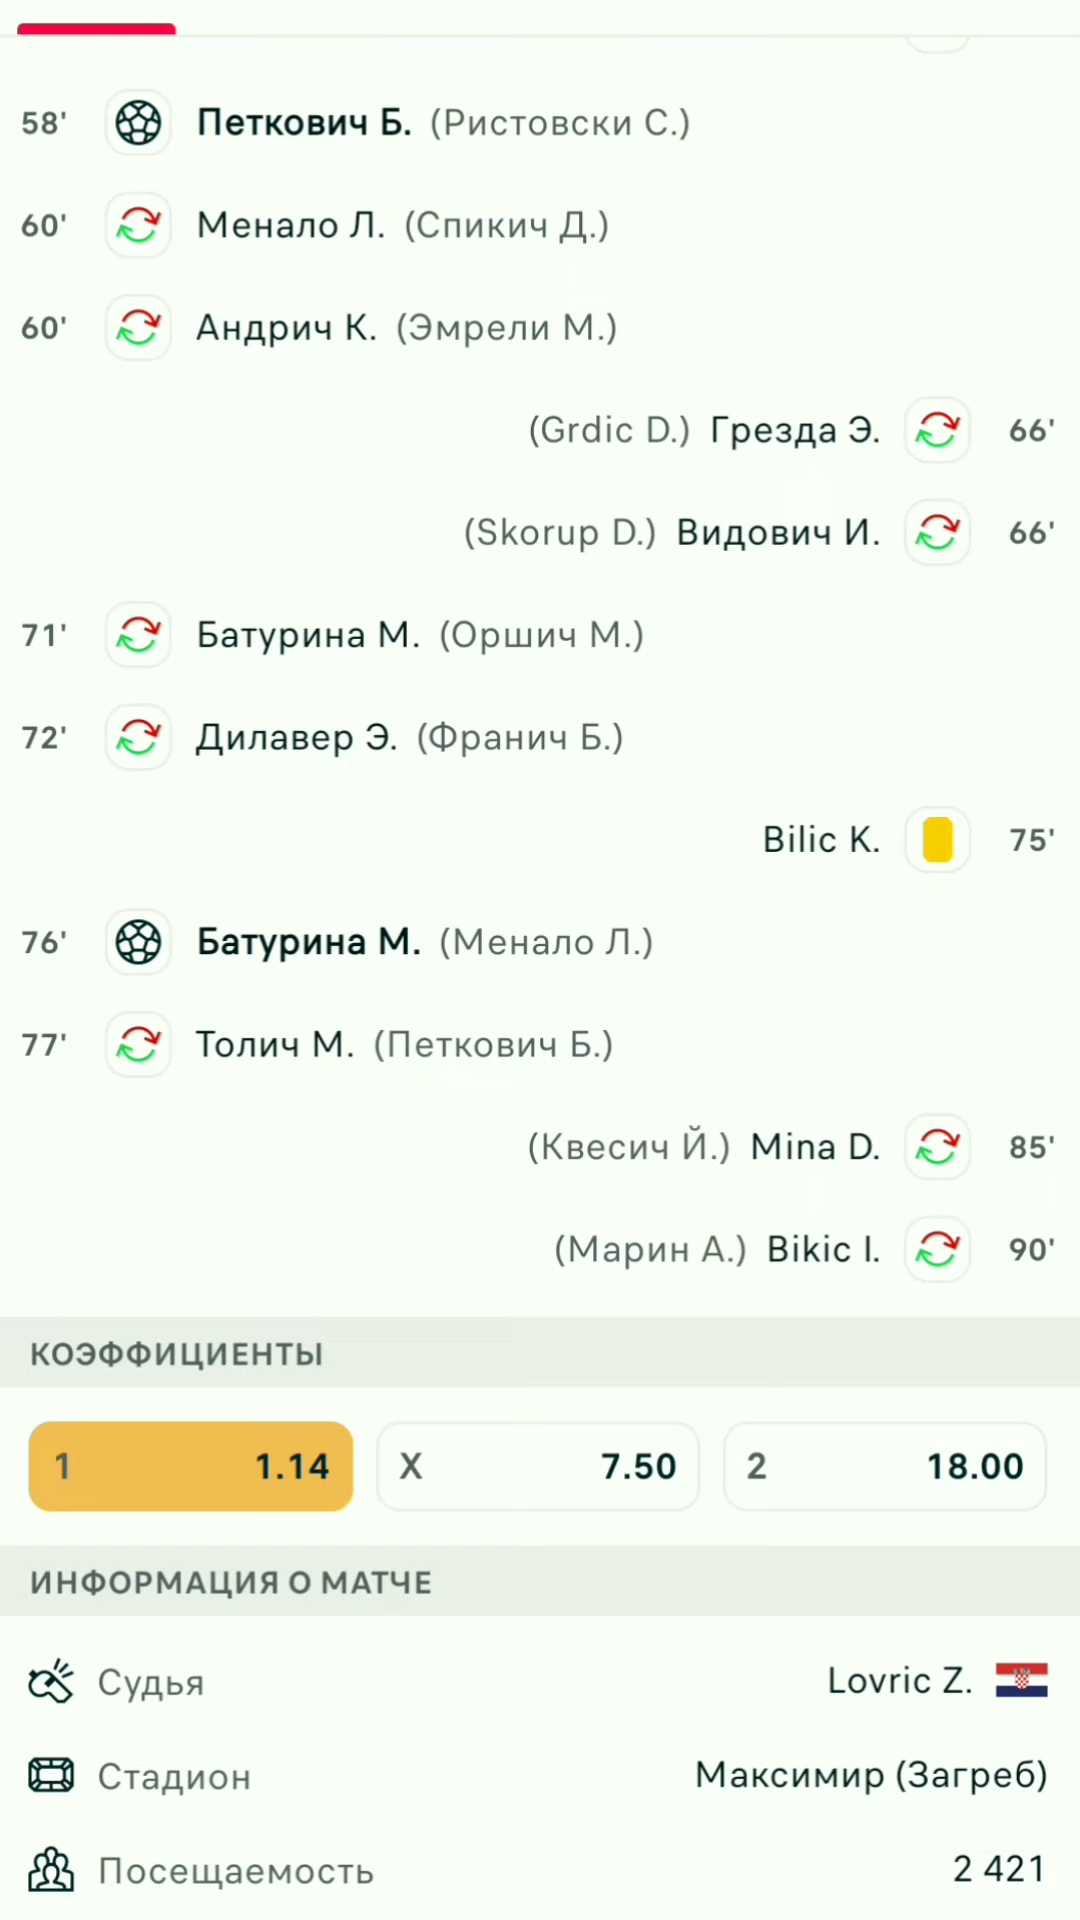 58' Петкович Б. (Ристовски С.)
60' Менало Л. (Спикич Д.)
60' Андрич К. (Эмрели М.)
(Grdic D.) Грезда Э. 66'
(Skorup D.) Видович И. 66'
71' Батурина М. (Оршич М.)
72' Дилавер Э. (Франич Б.)
Bilic K. 75'
76' Батурина М. (Менало Л.)
77' Толич М. (Петкович Б.)
(Квесич Й.) Mina D. 85'
(Марин А.) Bikic I. 90'
КОЭФФИЦИЕНТЫ
1 1.14 X 7.50 2 18.00
ИНФОРМАЦИЯ О МАТЧЕ
Судья Lovric Z.
Стадион Максимир (Загреб)
Посещаемость 2 421